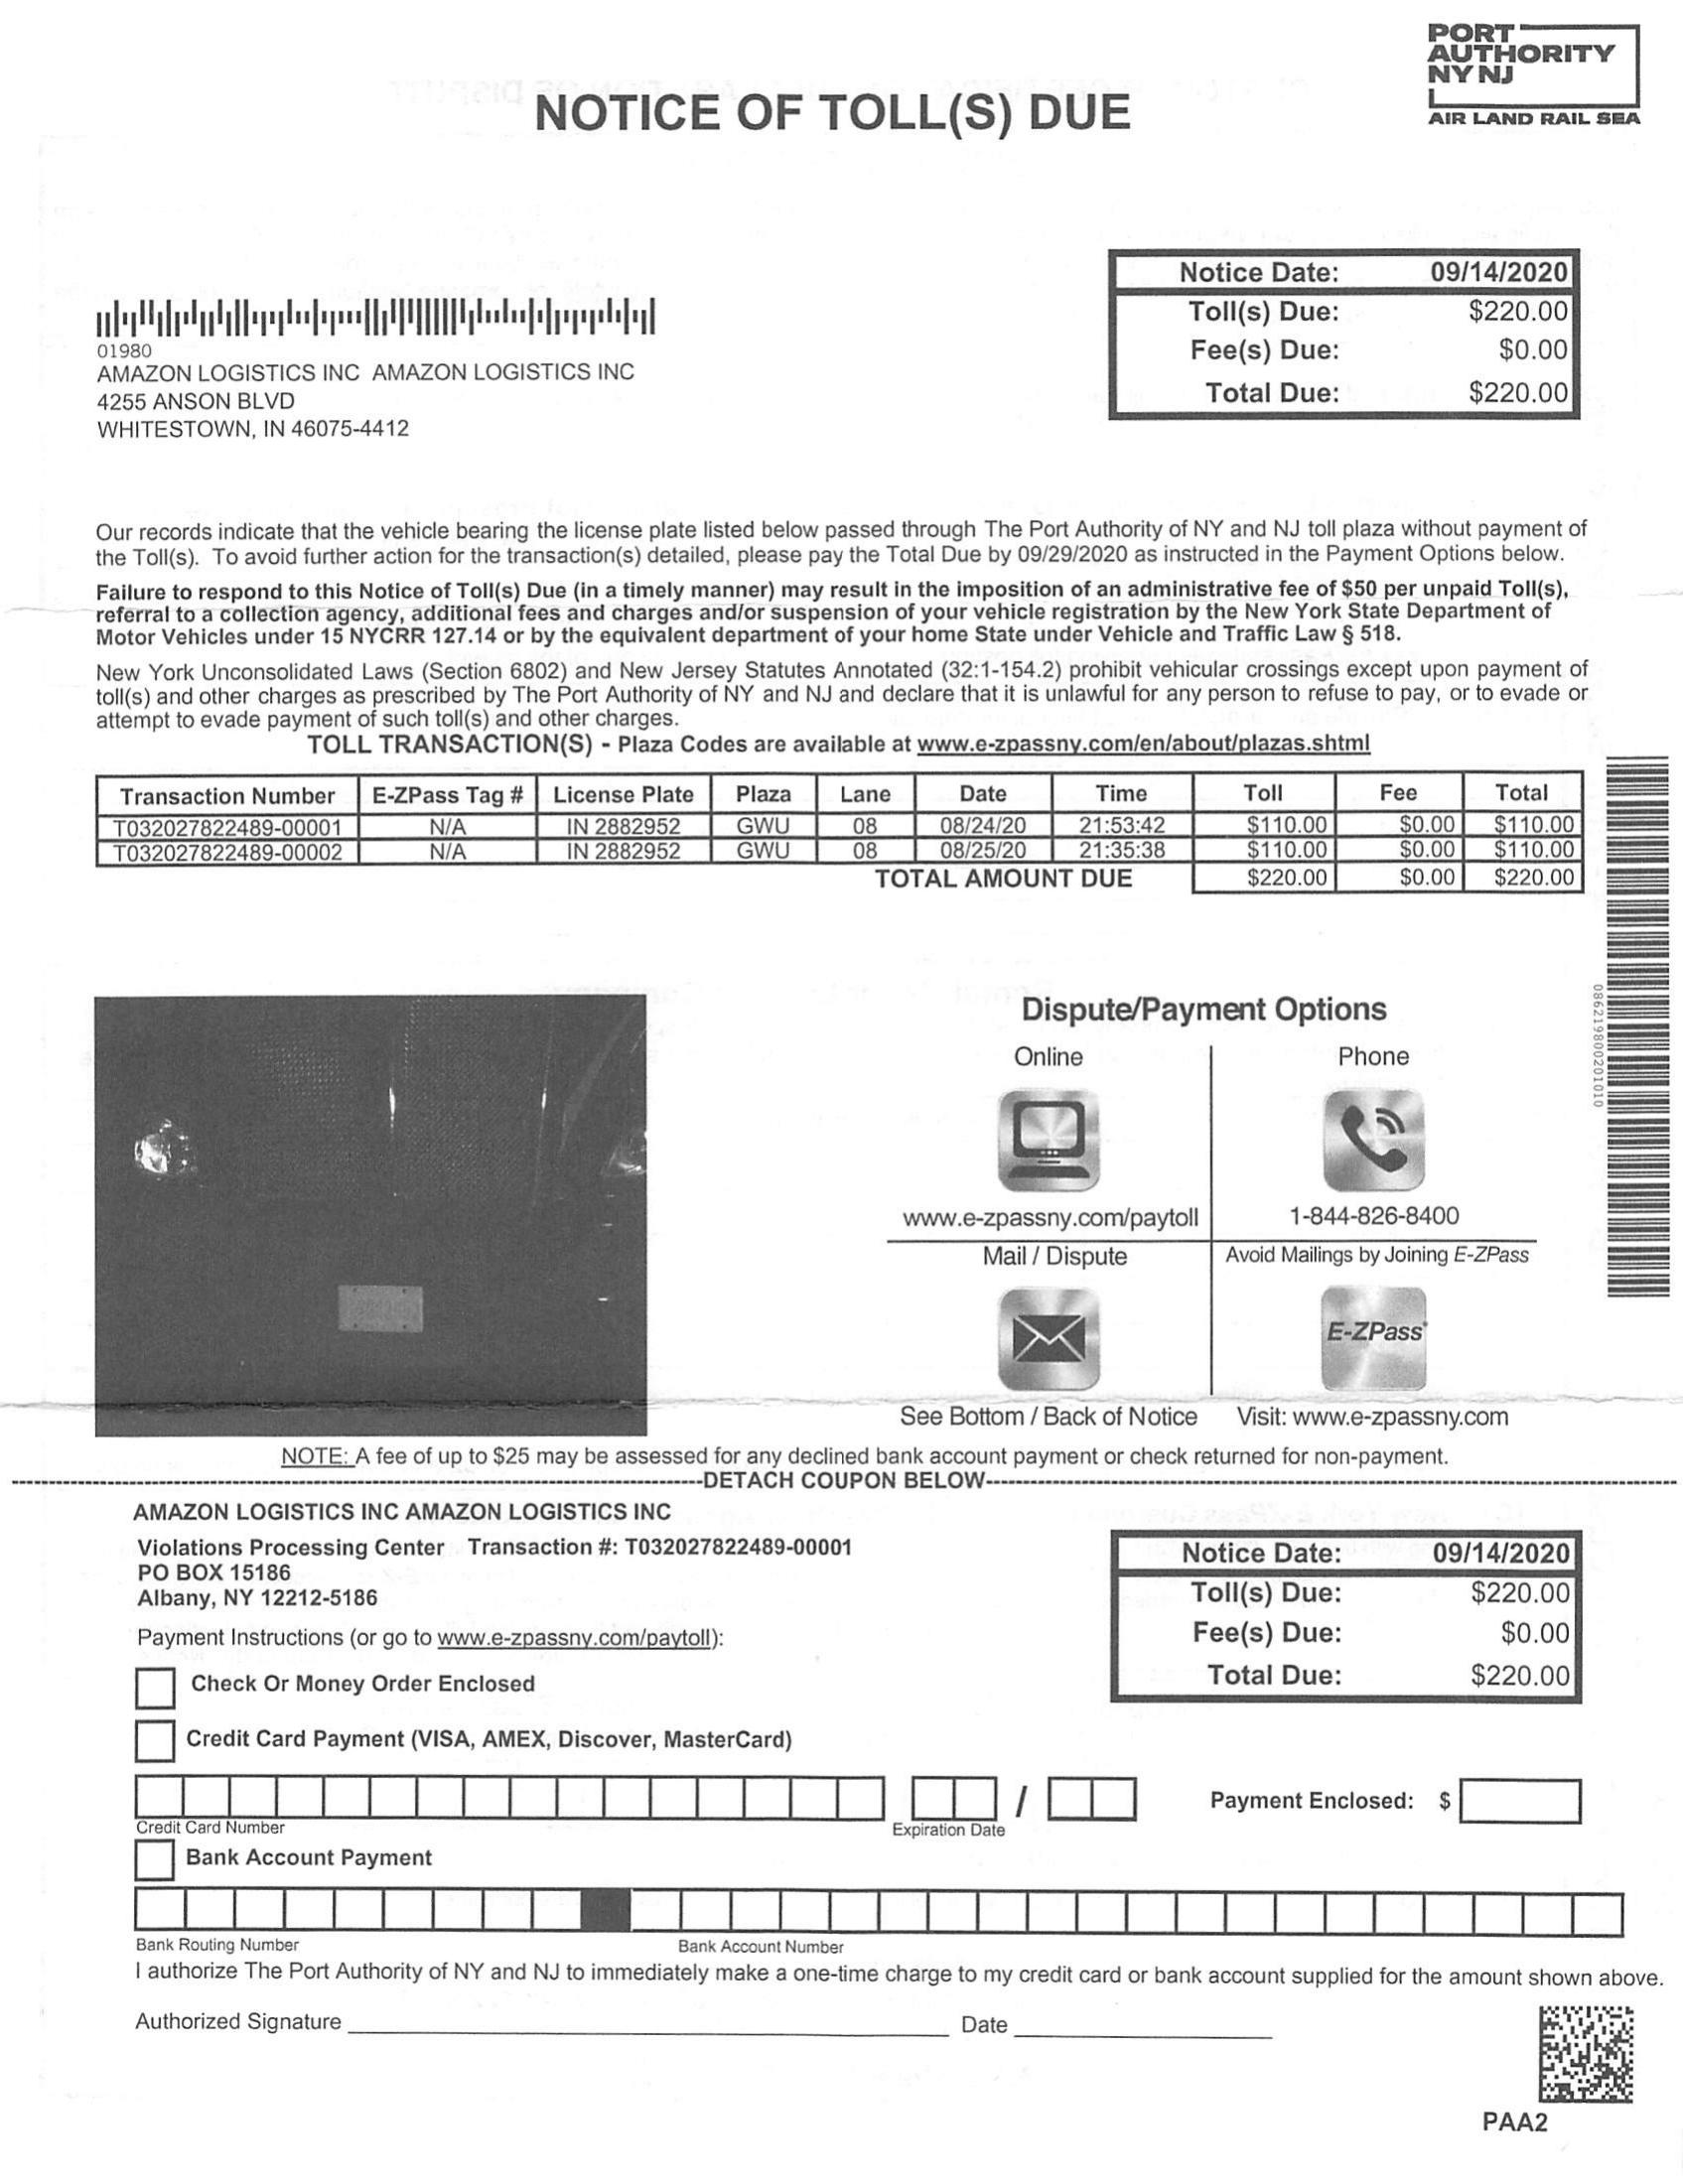 PORT
AUTHORITY
NY NJ
AIR LAND RAIL SEA
NOTICE OF TOLL(S) DUE
Notice Date: 09/14/2020
Toll(s) Due: $220.00
Fee(s) Due: $0.00
Total Due: $220.00
01980
AMAZON LOGISTICS INC AMAZON LOGISTICS INC
4255 ANSON BLVD
WHITESTOWN, IN 46075-4412
Our records indicate that the vehicle bearing the license plate listed below passed through The Port Authority of NY and NJ toll plaza without payment of
the Toll(s). To avoid further action for the transaction(s) detailed, please pay the Total Due by 09/29/2020 as instructed in the Payment Options below.
Failure to respond to this Notice of Toll(s) Due (in a timely manner) may result in the imposition of an administrative fee of $50 per unpaid Toll(s),
referral to a collection agency, additional fees and charges and/or suspension of your vehicle registration by the New York State Department of
Motor Vehicles under 15 NYCRR 127.14 or by the equivalent department of your home State under Vehicle and Traffic Law § 518.
New York Unconsolidated Laws (Section 6802) and New Jersey Statutes Annotated (32:1-154.2) prohibit vehicular crossings except upon payment of
toll(s) and other charges as prescribed by The Port Authority of NY and NJ and declare that it is unlawful for any person to refuse to pay, or to evade or
attempt to evade payment of such toll(s) and other charges.
TOLL TRANSACTION(S) - Plaza Codes are available at www.e-zpassny.com/en/about/plazas.shtml
Transaction Number E-ZPass Tag # License Plate Plaza Lane Date Time Toll Fee Total
T032027822489-00001 N/A IN 2882952 GWU 08 08/24/20 21:53:42 $110.00 $0.00 $110.00
T032027822489-00002 N/A IN 2882952 GWU 08 08/25/20 21:35:38 $110.00 $0.00 $110.00
TOTAL AMOUNT DUE $220.00 $0.00 $220.00
086219800201010
Dispute/Payment Options
Online
www.e-zpassny.com/paytoll
Phone
1-844-826-8400
Mail / Dispute
See Bottom / Back of Notice
Avoid Mailings by Joining E-ZPass
E-ZPass
Visit: www.e-zpassny.com
NOTE: A fee of up to $25 may be assessed for any declined bank account payment or check returned for non-payment.
DETACH COUPON BELOW
AMAZON LOGISTICS INC AMAZON LOGISTICS INC
Violations Processing Center Transaction #: T032027822489-00001
PO BOX 15186
Albany, NY 12212-5186
Payment Instructions (or go to www.e-zpassny.com/paytoll):
Notice Date: 09/14/2020
Toll(s) Due: $220.00
Fee(s) Due: $0.00
Total Due: $220.00
Check Or Money Order Enclosed
Credit Card Payment (VISA, AMEX, Discover, MasterCard)
/
Payment Enclosed: $
Credit Card Number
Expiration Date
Bank Account Payment
Bank Routing Number
Bank Account Number
I authorize The Port Authority of NY and NJ to immediately make a one-time charge to my credit card or bank account supplied for the amount shown above.
Authorized Signature
Date
PAA2